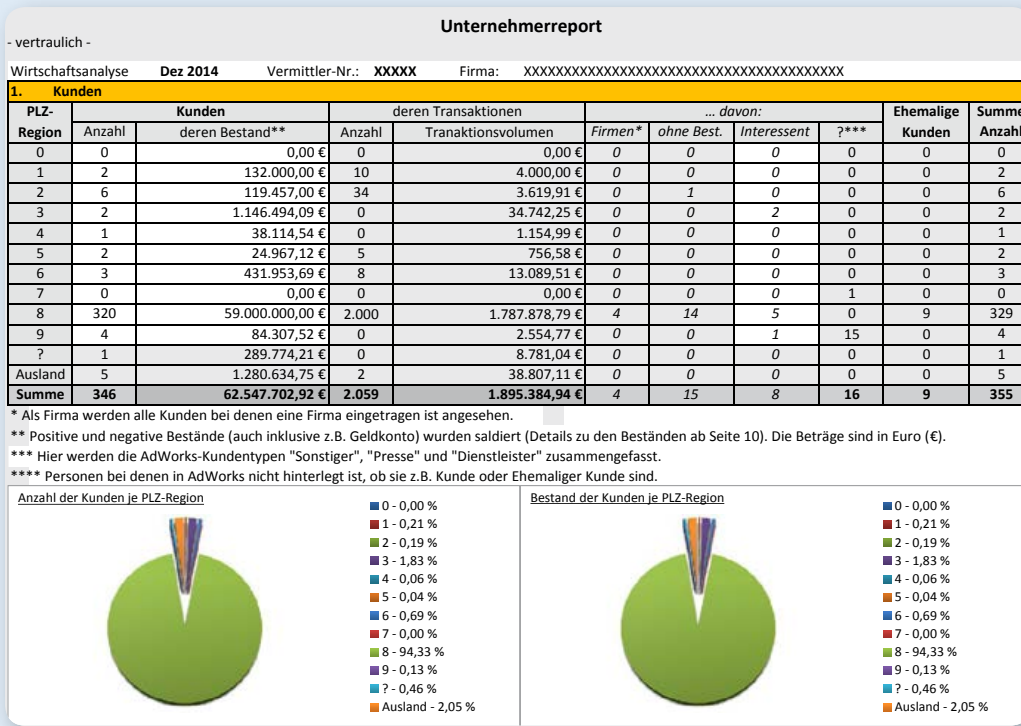 Unternehmerreport
- vertraulich -
Wirtschaftsanalyse Dez 2014 Vermittler-Nr.: XXXXX Firma: XXXXXXXXXXXXXXXXXXXXXXXXXXXXXXXXXXXXXXXX
1. Kunden
PLZ- Kunden deren Transaktionen ... davon: Ehemalige Summe
Region Anzahl deren Bestand** Anzahl Tranaktionsvolumen Firmen* ohne Best. Interessent ?*** Kunden Anzahl
0 0 0,00 € 0 0,00 € 0 0 0 0 0 0
1 2 132.000,00 € 10 4.000,00 € 0 0 0 0 0 2
2 6 119.457,00 € 34 3.619,91 € 0 1 0 0 0 6
3 2 1.146.494,09 € 0 34.742,25 € 0 0 2 0 0 2
4 1 38.114,54 € 0 1.154,99 € 0 0 0 0 0 1
5 2 24.967,12 € 5 756,58 € 0 0 0 0 0 2
6 3 431.953,69 € 8 13.089,51 € 0 0 0 0 0 3
7 0 0,00 € 0 0,00 € 0 0 0 1 0 0
8 320 59.000.000,00 € 2.000 1.787.878,79 € 4 14 5 0 9 329
9 4 84.307,52 € 0 2.554,77 € 0 0 1 15 0 4
? 1 289.774,21 € 0 8.781,04 € 0 0 0 0 0 1
Ausland 5 1.280.634,75 € 2 38.807,11 € 0 0 0 0 0 5
Summe 346 62.547.702,92 € 2.059 1.895.384,94 € 4 15 8 16 9 355
* Als Firma werden alle Kunden bei denen eine Firma eingetragen ist angesehen.
** Positive und negative Bestände (auch inklusive z.B. Geldkonto) wurden saldiert (Details zu den Beständen ab Seite 10). Die Beträge sind in Euro (€).
*** Hier werden die AdWorks-Kundentypen "Sonstiger", "Presse" und "Dienstleister" zusammengefasst.
**** Personen bei denen in AdWorks nicht hinterlegt ist, ob sie z.B. Kunde oder Ehemaliger Kunde sind.
Anzahl der Kunden je PLZ-Region
0 - 0,00 %
1 - 0,21 %
2 - 0,19 %
3 - 1,83 %
4 - 0,06 %
5 - 0,04 %
6 - 0,69 %
7 - 0,00 %
8 - 94,33 %
9 - 0,13 %
? - 0,46 %
Ausland - 2,05 %
Bestand der Kunden je PLZ-Region
0 - 0,00 %
1 - 0,21 %
2 - 0,19 %
3 - 1,83 %
4 - 0,06 %
5 - 0,04 %
6 - 0,69 %
7 - 0,00 %
8 - 94,33 %
9 - 0,13 %
? - 0,46 %
Ausland - 2,05 %